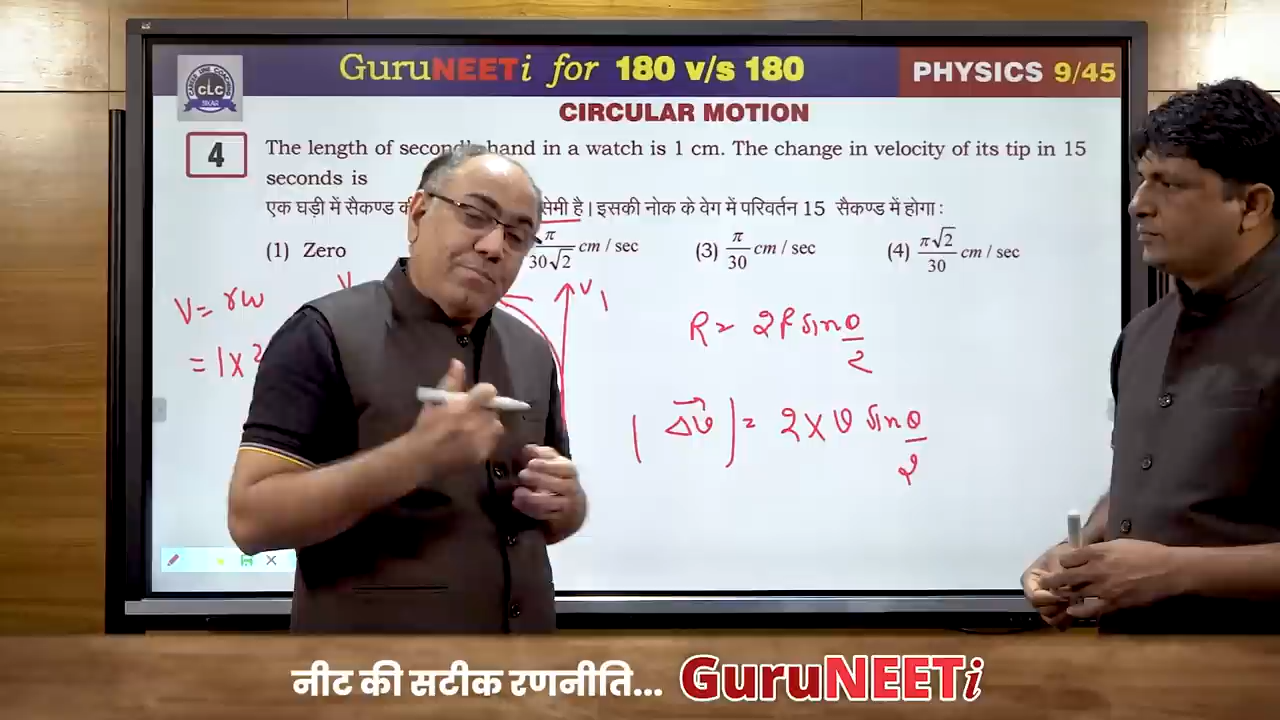 GuruNEETi for 180 v/s 180
PHYSICS 9/45
CLC
SIKAR
CIRCULAR MOTION
4
The length of second's hand in a watch is 1 cm. The change in velocity of its tip in 15
seconds is
एक घड़ी में सैकण्ड सेमी है। इसकी नोक के वेग में परिवर्तन 15 सैकण्ड में होगा :
(1) Zero
π/30√2 cm / sec
(3) π/30 cm / sec
(4) π√2/30 cm / sec
V = rω
= 1 x 2
V
V1
R = 2P sin θ/2
|Δv| = 2 x v sin θ/2
नीट की सटीक रणनीति... GuruNEETi